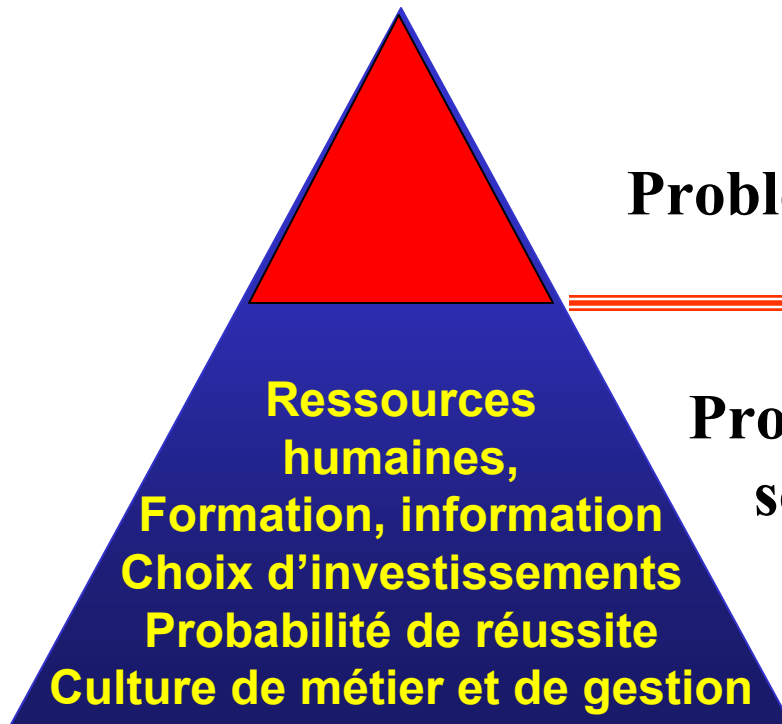 Ressources
humaines,
Formation, information
Choix d’investissements
Probabilité de réussite
Culture de métier et de gestion